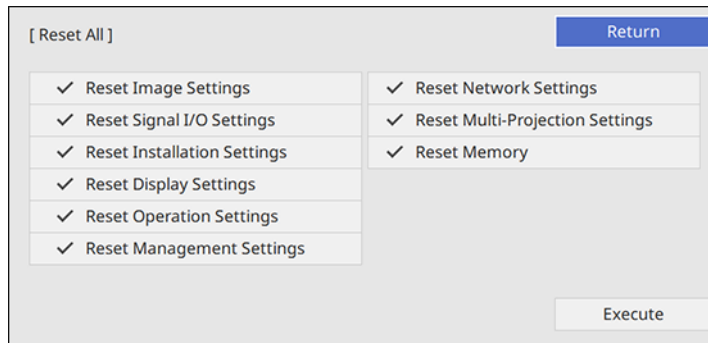 [ Reset All ]
Return
Reset Image Settings
Reset Signal I/O Settings
Reset Installation Settings
Reset Display Settings
Reset Operation Settings
Reset Management Settings
Reset Network Settings
Reset Multi-Projection Settings
Reset Memory
Execute